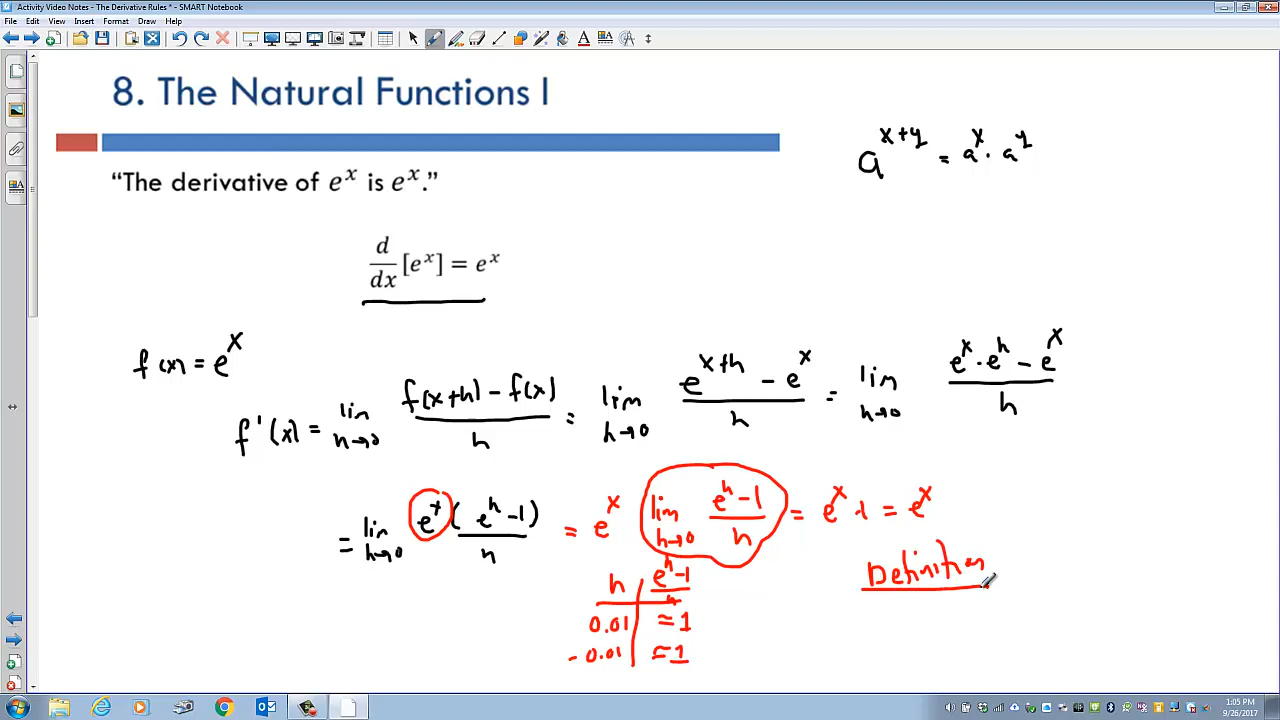 Activity Video Notes - The Derivative Rules * - SMART Notebook
File Edit View Insert Format Draw Help
8. The Natural Functions I
a^{x+y} = a^x · a^y
“The derivative of e^x is e^x.”
d/dx [e^x] = e^x
f(x) = e^x
f'(x) = lim h→0 (f(x+h) - f(x))/h = lim h→0 (e^{x+h} - e^x)/h = lim h→0 (e^x · e^h - e^x)/h
= lim h→0 e^x (e^h - 1)/h = e^x lim h→0 (e^h - 1)/h = e^x · 1 = e^x
Definition
h | (e^h - 1)/h
0.01 | ≈ 1
-0.01 | ≈ 1
1:05 PM
9/26/2017